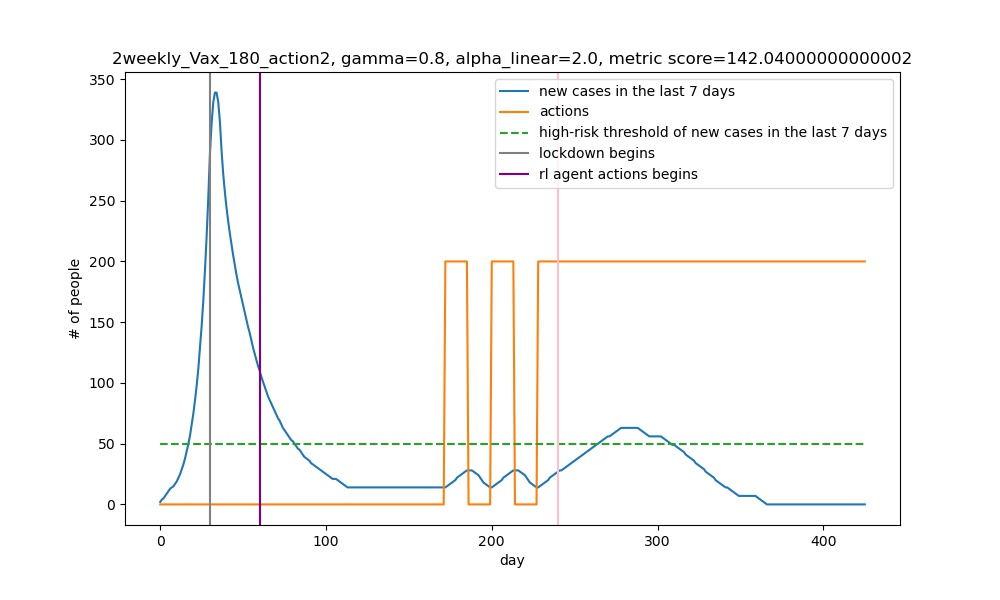 2weekly_Vax_180_action2, gamma=0.8, alpha_linear=2.0, metric score=142.04000000000002
350
300
250
200
150
100
50
0
# of people
new cases in the last 7 days
actions
high-risk threshold of new cases in the last 7 days
lockdown begins
rl agent actions begins
0 100 200 300 400
day